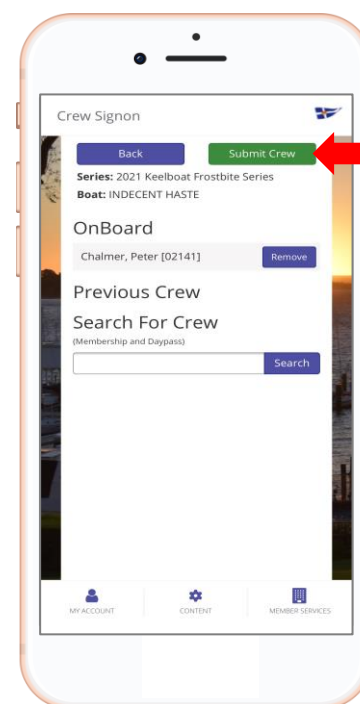 Crew Signon
Back
Submit Crew
Series: 2021 Keelboat Frostbite Series
Boat: INDECENT HASTE
OnBoard
Chalmer, Peter [02141]
Remove
Previous Crew
Search For Crew
(Membership and Daypass)
Search
MY ACCOUNT
CONTENT
MEMBER SERVICES